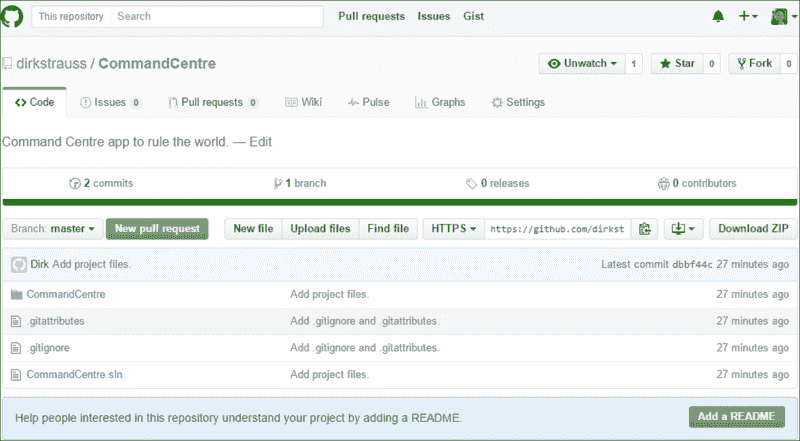 This repository Search Pull requests Issues Gist
dirkstrauss / CommandCentre Unwatch 1 Star 0 Fork 0
Code Issues 0 Pull requests 0 Wiki Pulse Graphs Settings
Command Centre app to rule the world. — Edit
2 commits 1 branch 0 releases 0 contributors
Branch: master New pull request New file Upload files Find file HTTPS https://github.com/dirkst Download ZIP
Dirk Add project files. Latest commit dbbf44c 27 minutes ago
CommandCentre Add project files. 27 minutes ago
.gitattributes Add .gitignore and .gitattributes. 27 minutes ago
.gitignore Add .gitignore and .gitattributes. 27 minutes ago
CommandCentre.sln Add project files. 27 minutes ago
Help people interested in this repository understand your project by adding a README. Add a README